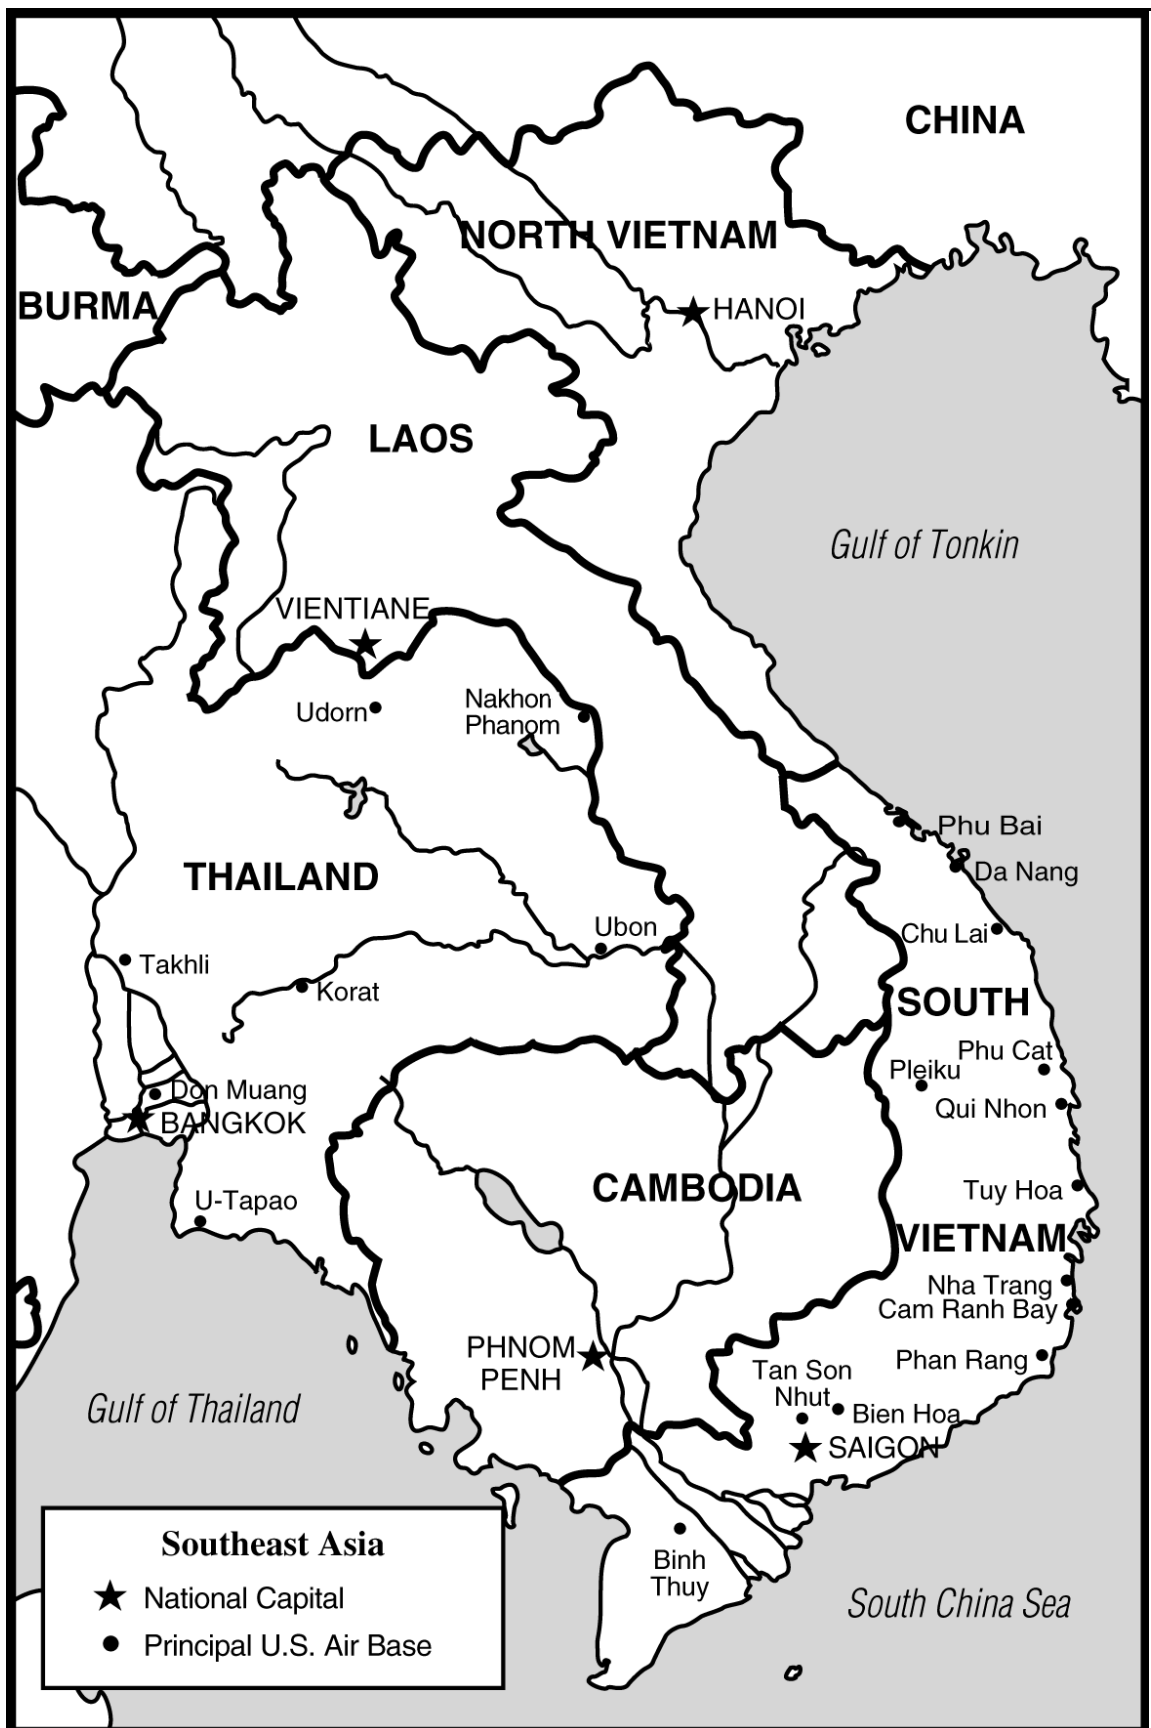 CHINA
NORTH VIETNAM
BURMA
HANOI
LAOS
Gulf of Tonkin
VIENTIANE
Udorn
Nakhon
Phanom
Phu Bai
THAILAND
Da Nang
Ubon
Chu Lai
Takhli
Korat
SOUTH
Phu Cat
Pleiku
Don Muang
Qui Nhon
BANGKOK
CAMBODIA
Tuy Hoa
U-Tapao
VIETNAM
Nha Trang
Cam Ranh Bay
PHNOM
PENH
Phan Rang
Tan Son
Nhut
Gulf of Thailand
Bien Hoa
SAIGON
Southeast Asia
National Capital
Principal U.S. Air Base
Binh
Thuy
South China Sea